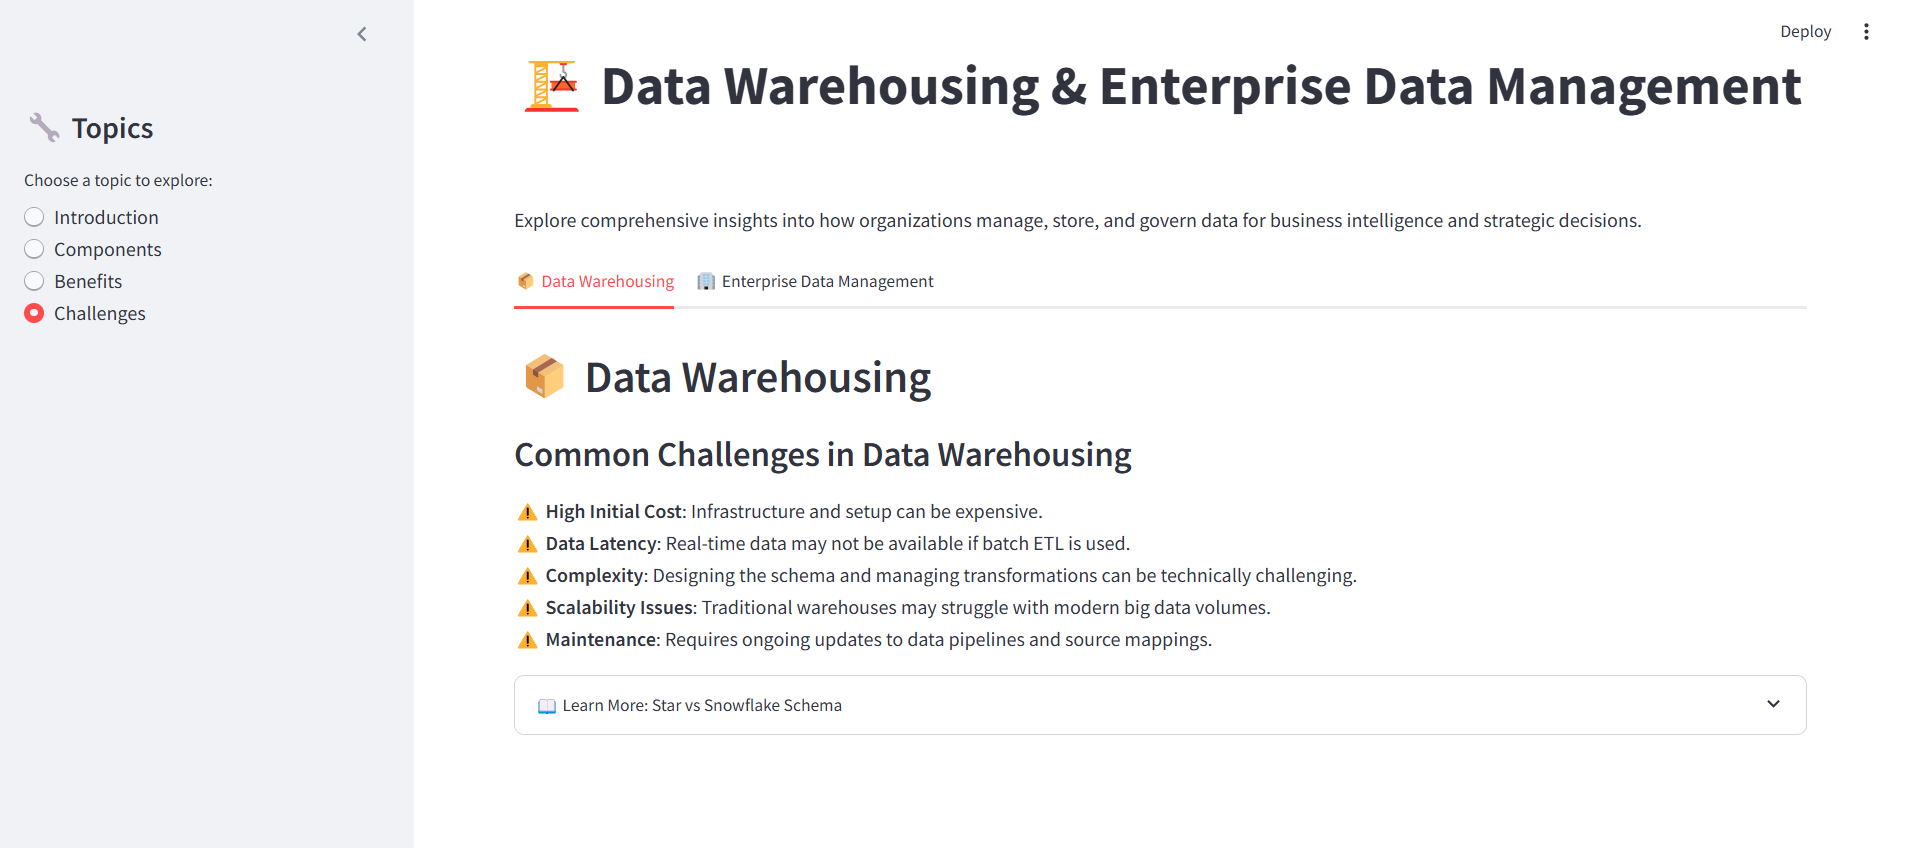 Deploy
Topics
Choose a topic to explore:
Introduction
Components
Benefits
Challenges
Data Warehousing & Enterprise Data Management
Explore comprehensive insights into how organizations manage, store, and govern data for business intelligence and strategic decisions.
Data Warehousing
Enterprise Data Management
Data Warehousing
Common Challenges in Data Warehousing
High Initial Cost: Infrastructure and setup can be expensive.
Data Latency: Real-time data may not be available if batch ETL is used.
Complexity: Designing the schema and managing transformations can be technically challenging.
Scalability Issues: Traditional warehouses may struggle with modern big data volumes.
Maintenance: Requires ongoing updates to data pipelines and source mappings.
Learn More: Star vs Snowflake Schema